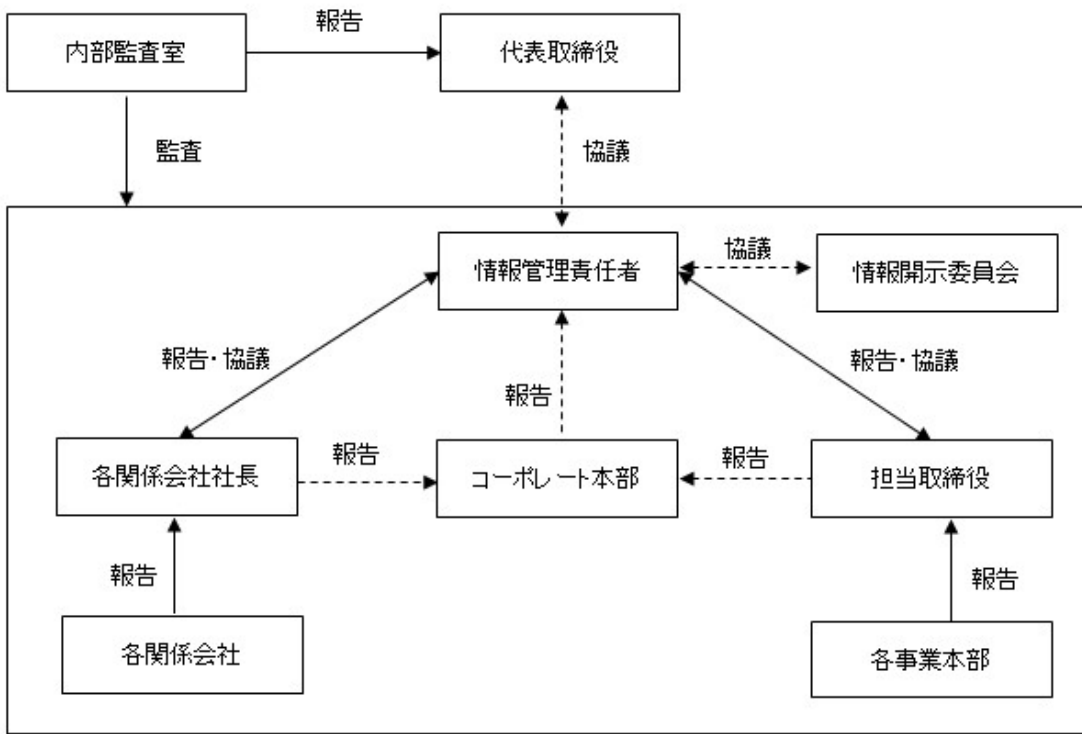 報告
内部監査室
代表取締役
監査
協議
協議
情報管理責任者
情報開示委員会
報告・協議
報告・協議
報告
各関係会社社長
報告
コーポレート本部
報告
担当取締役
報告
報告
各関係会社
各事業本部